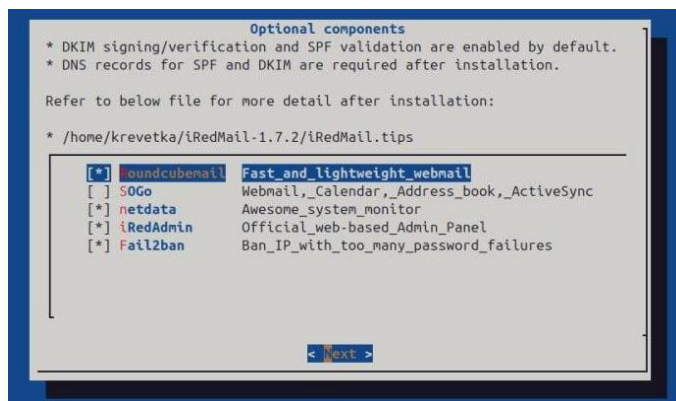 Optional components
* DKIM signing/verification and SPF validation are enabled by default.
* DNS records for SPF and DKIM are required after installation.
Refer to below file for more detail after installation:
* /home/krevetka/iRedMail-1.7.2/iRedMail.tips
[*] Roundcubemail Fast_and_lightweight_webmail
[ ] SOGo Webmail,_Calendar,_Address_book,_ActiveSync
[*] netdata Awesome_system_monitor
[*] iRedAdmin Official_web-based_Admin_Panel
[*] Fail2ban Ban_IP_with_too_many_password_failures
< Next >